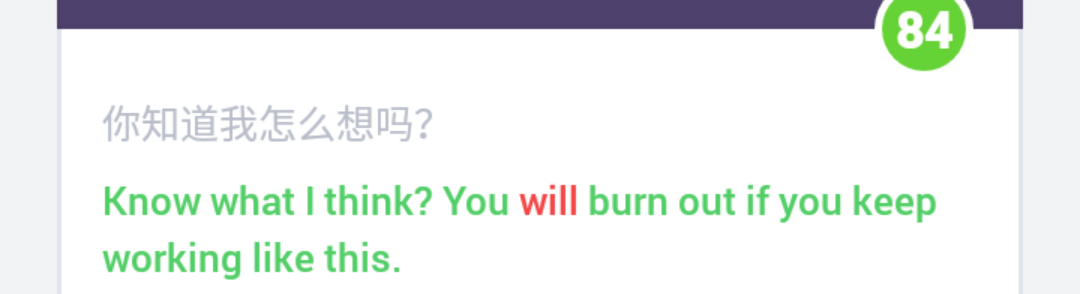 84
你知道我怎么想吗？
Know what I think? You will burn out if you keep
working like this.